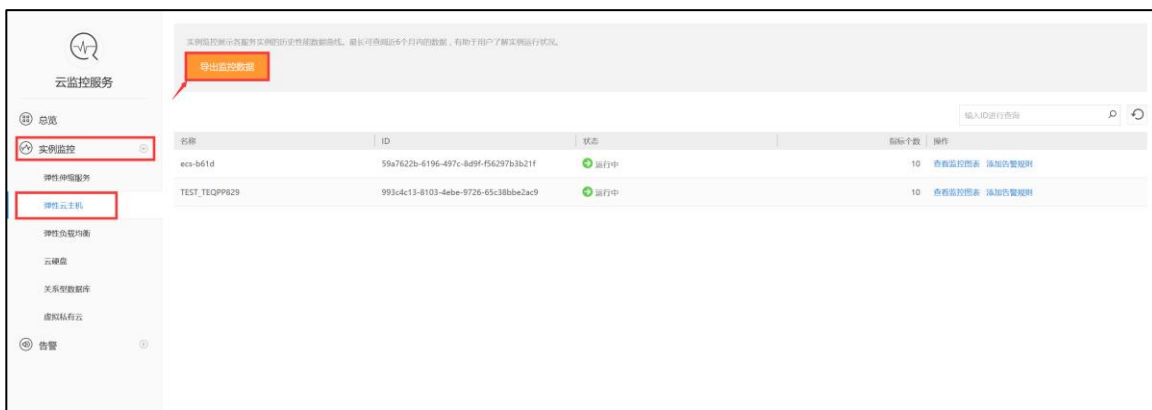 云监控服务
总览
实例监控
弹性伸缩服务
弹性云主机
弹性负载均衡
云硬盘
关系型数据库
虚拟私有云
告警
实例监控展示各服务实例的历史性能数据曲线。最长可查阅近6个月内的数据，有助于用户了解实例运行状况。
导出监控数据
输入ID进行查询
名称 ID 状态 指标个数 操作
ecs-b61d 59a7622b-6196-497c-8d9f-f56297b3b21f 运行中 10 查看监控图表 添加告警规则
TEST_TEQPP829 993c4c13-8103-4ebe-9726-65c38bbe2ac9 运行中 10 查看监控图表 添加告警规则